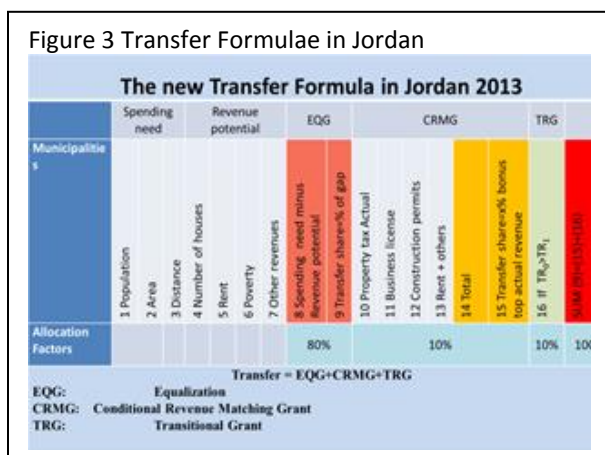 Figure 3 Transfer Formulae in Jordan
The new Transfer Formula in Jordan 2013
Spending need
Revenue potential
EQG
CRMG
TRG
Municipalities
1 Population
2 Area
3 Distance
4 Number of houses
5 Rent
6 Poverty
7 Other revenues
8 Spending need minus
Revenue potential
9 Transfer share=% of gap
10 Property tax Actual
11 Business license
12 Construction permits
13 Rent + others
14 Total
15 Transfer share=x% bonus
top actual revenue
16 If TR₀>TR₁
Allocation
Factors
80%
10%
10%
100
Transfer = EQG+CRMG+TRG
EQG: Equalization
CRMG: Conditional Revenue Matching Grant
TRG: Transitional Grant